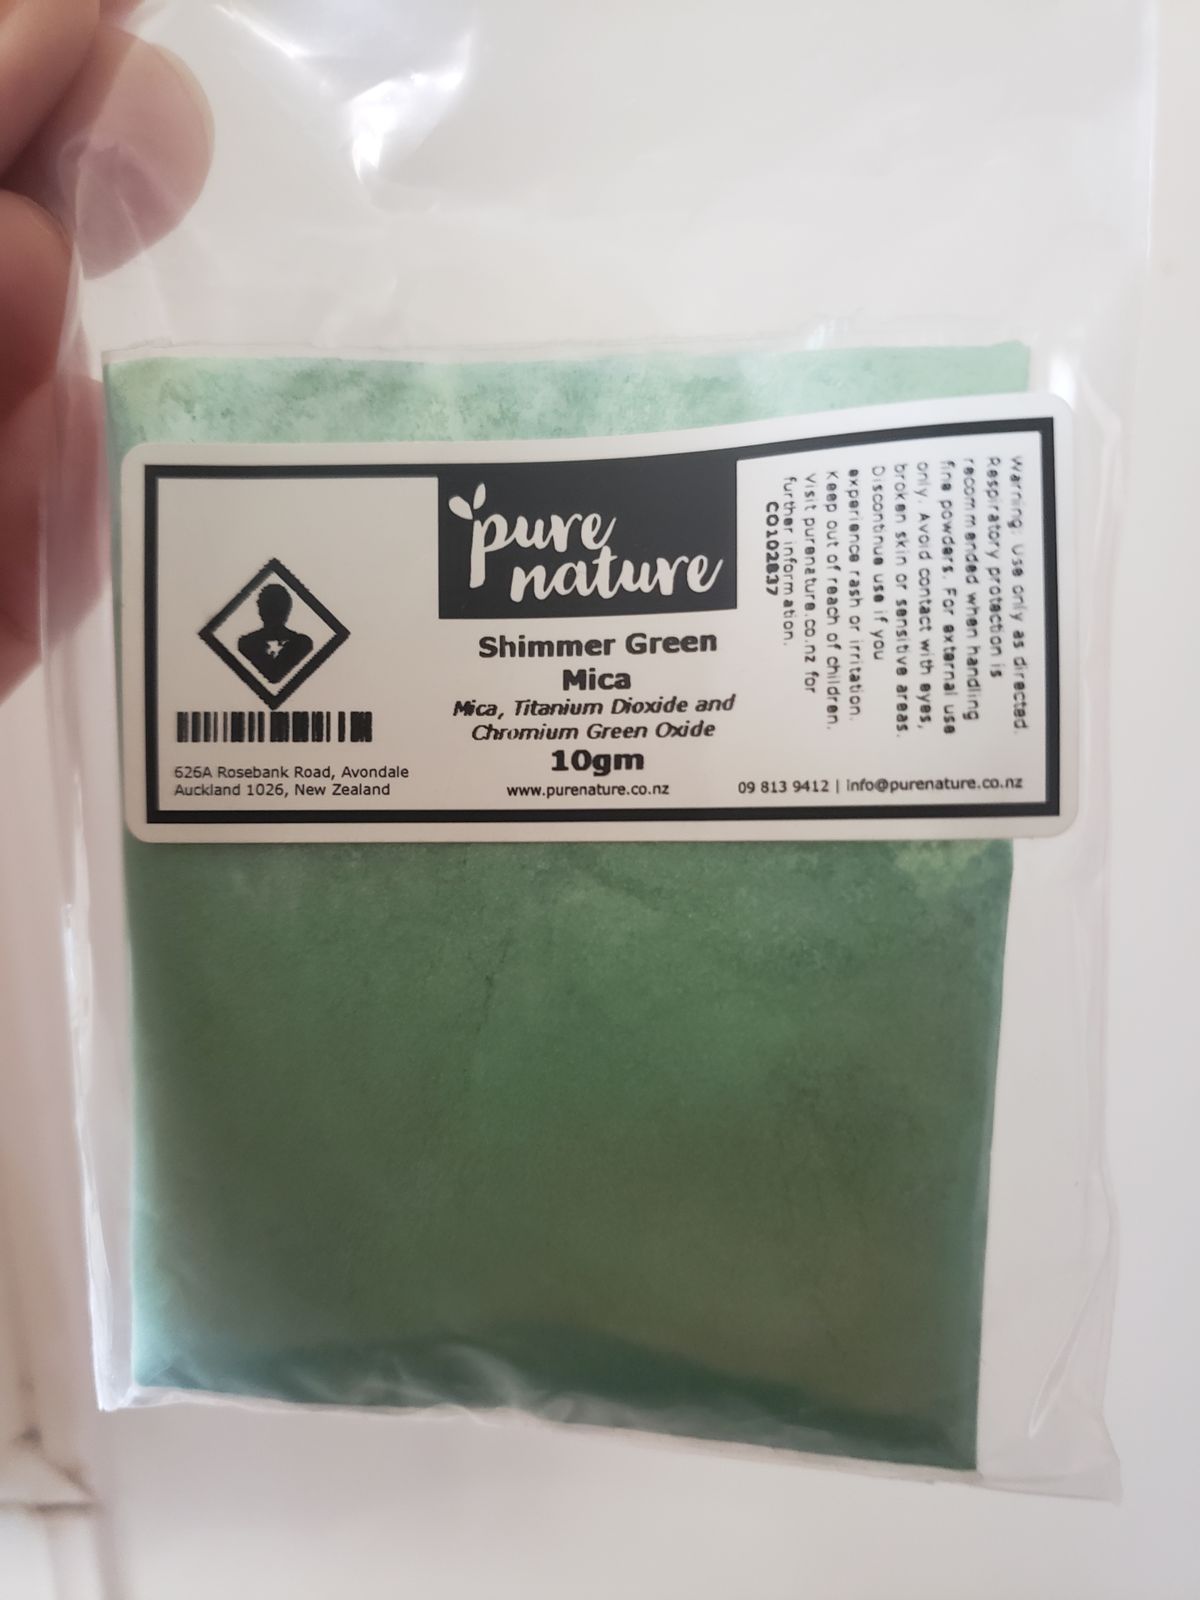 pure
nature
Shimmer Green
Mica
Mica, Titanium Dioxide and
Chromium Green Oxide
10gm
626A Rosebank Road, Avondale
Auckland 1026, New Zealand
www.purenature.co.nz
09 813 9412 | info@purenature.co.nz
Warning: Use only as directed.
Respiratory protection is
recommended when handling
fine powders. For external use
only. Avoid contact with eyes,
broken skin or sensitive areas.
Discontinue use if you
experience rash or irritation.
Keep out of reach of children.
Visit purenature.co.nz for
further information.
CO102837